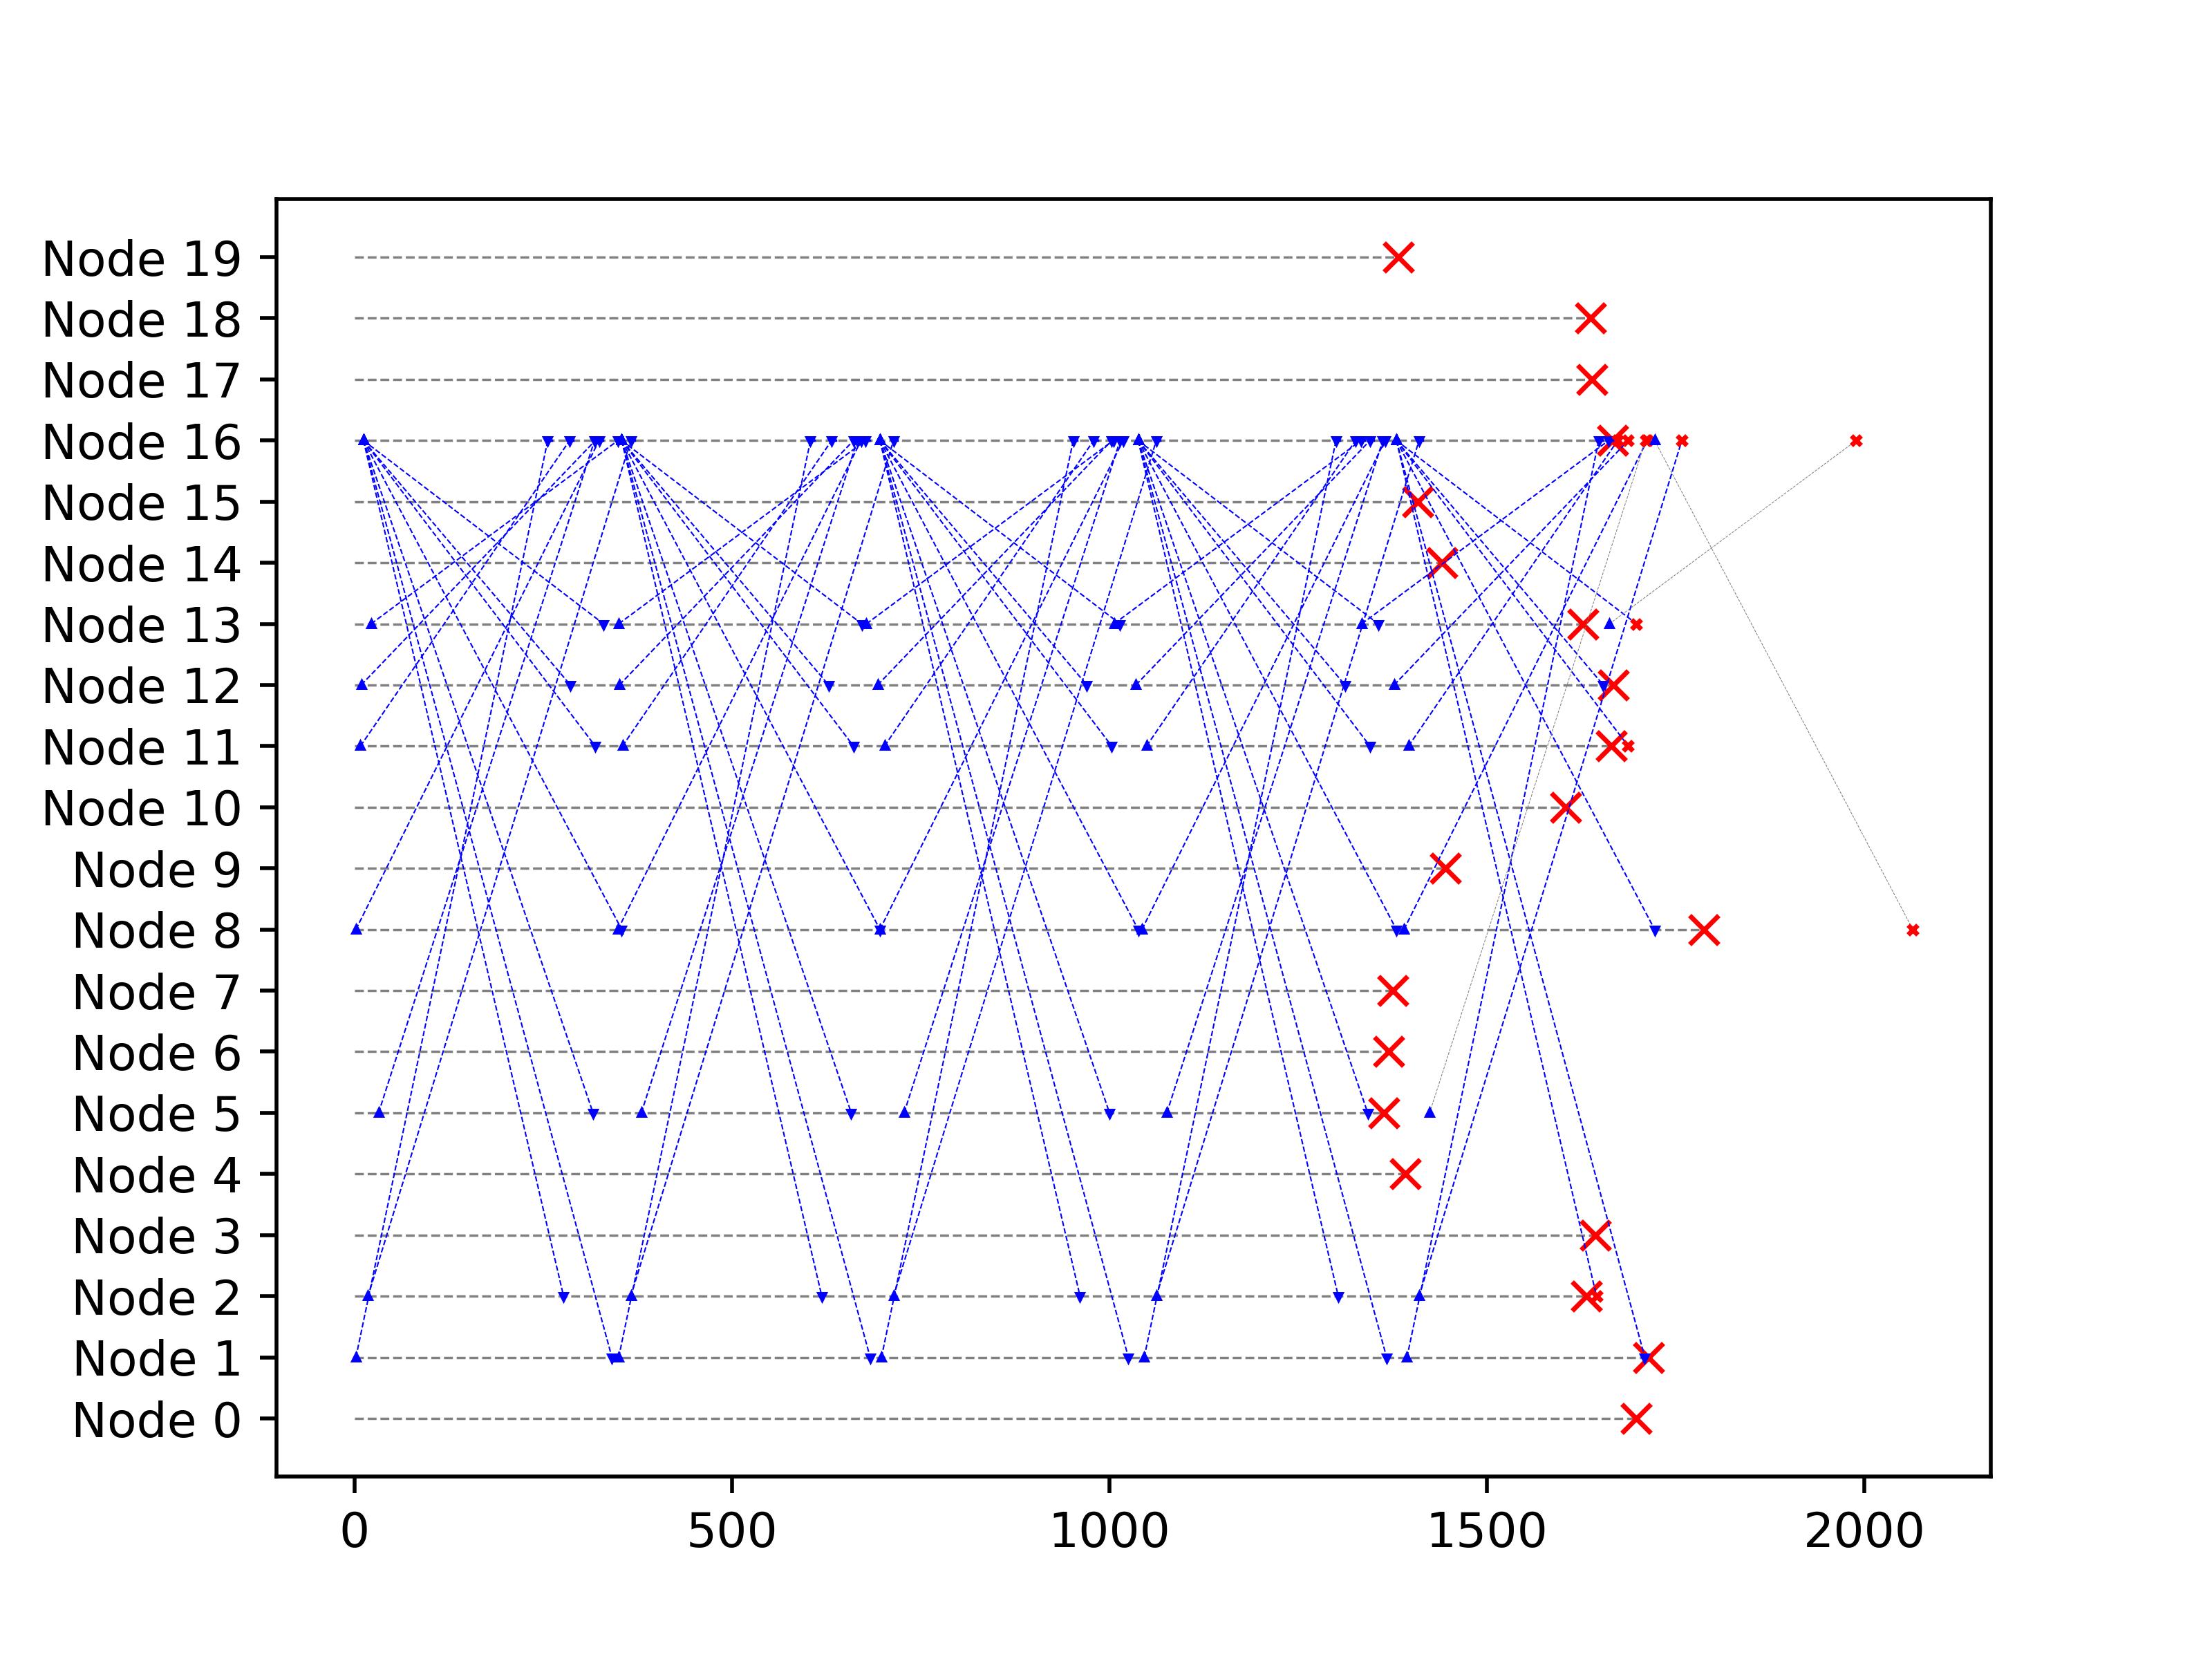 Node 19
Node 18
Node 17
Node 16
Node 15
Node 14
Node 13
Node 12
Node 11
Node 10
Node 9
Node 8
Node 7
Node 6
Node 5
Node 4
Node 3
Node 2
Node 1
Node 0
0 500 1000 1500 2000